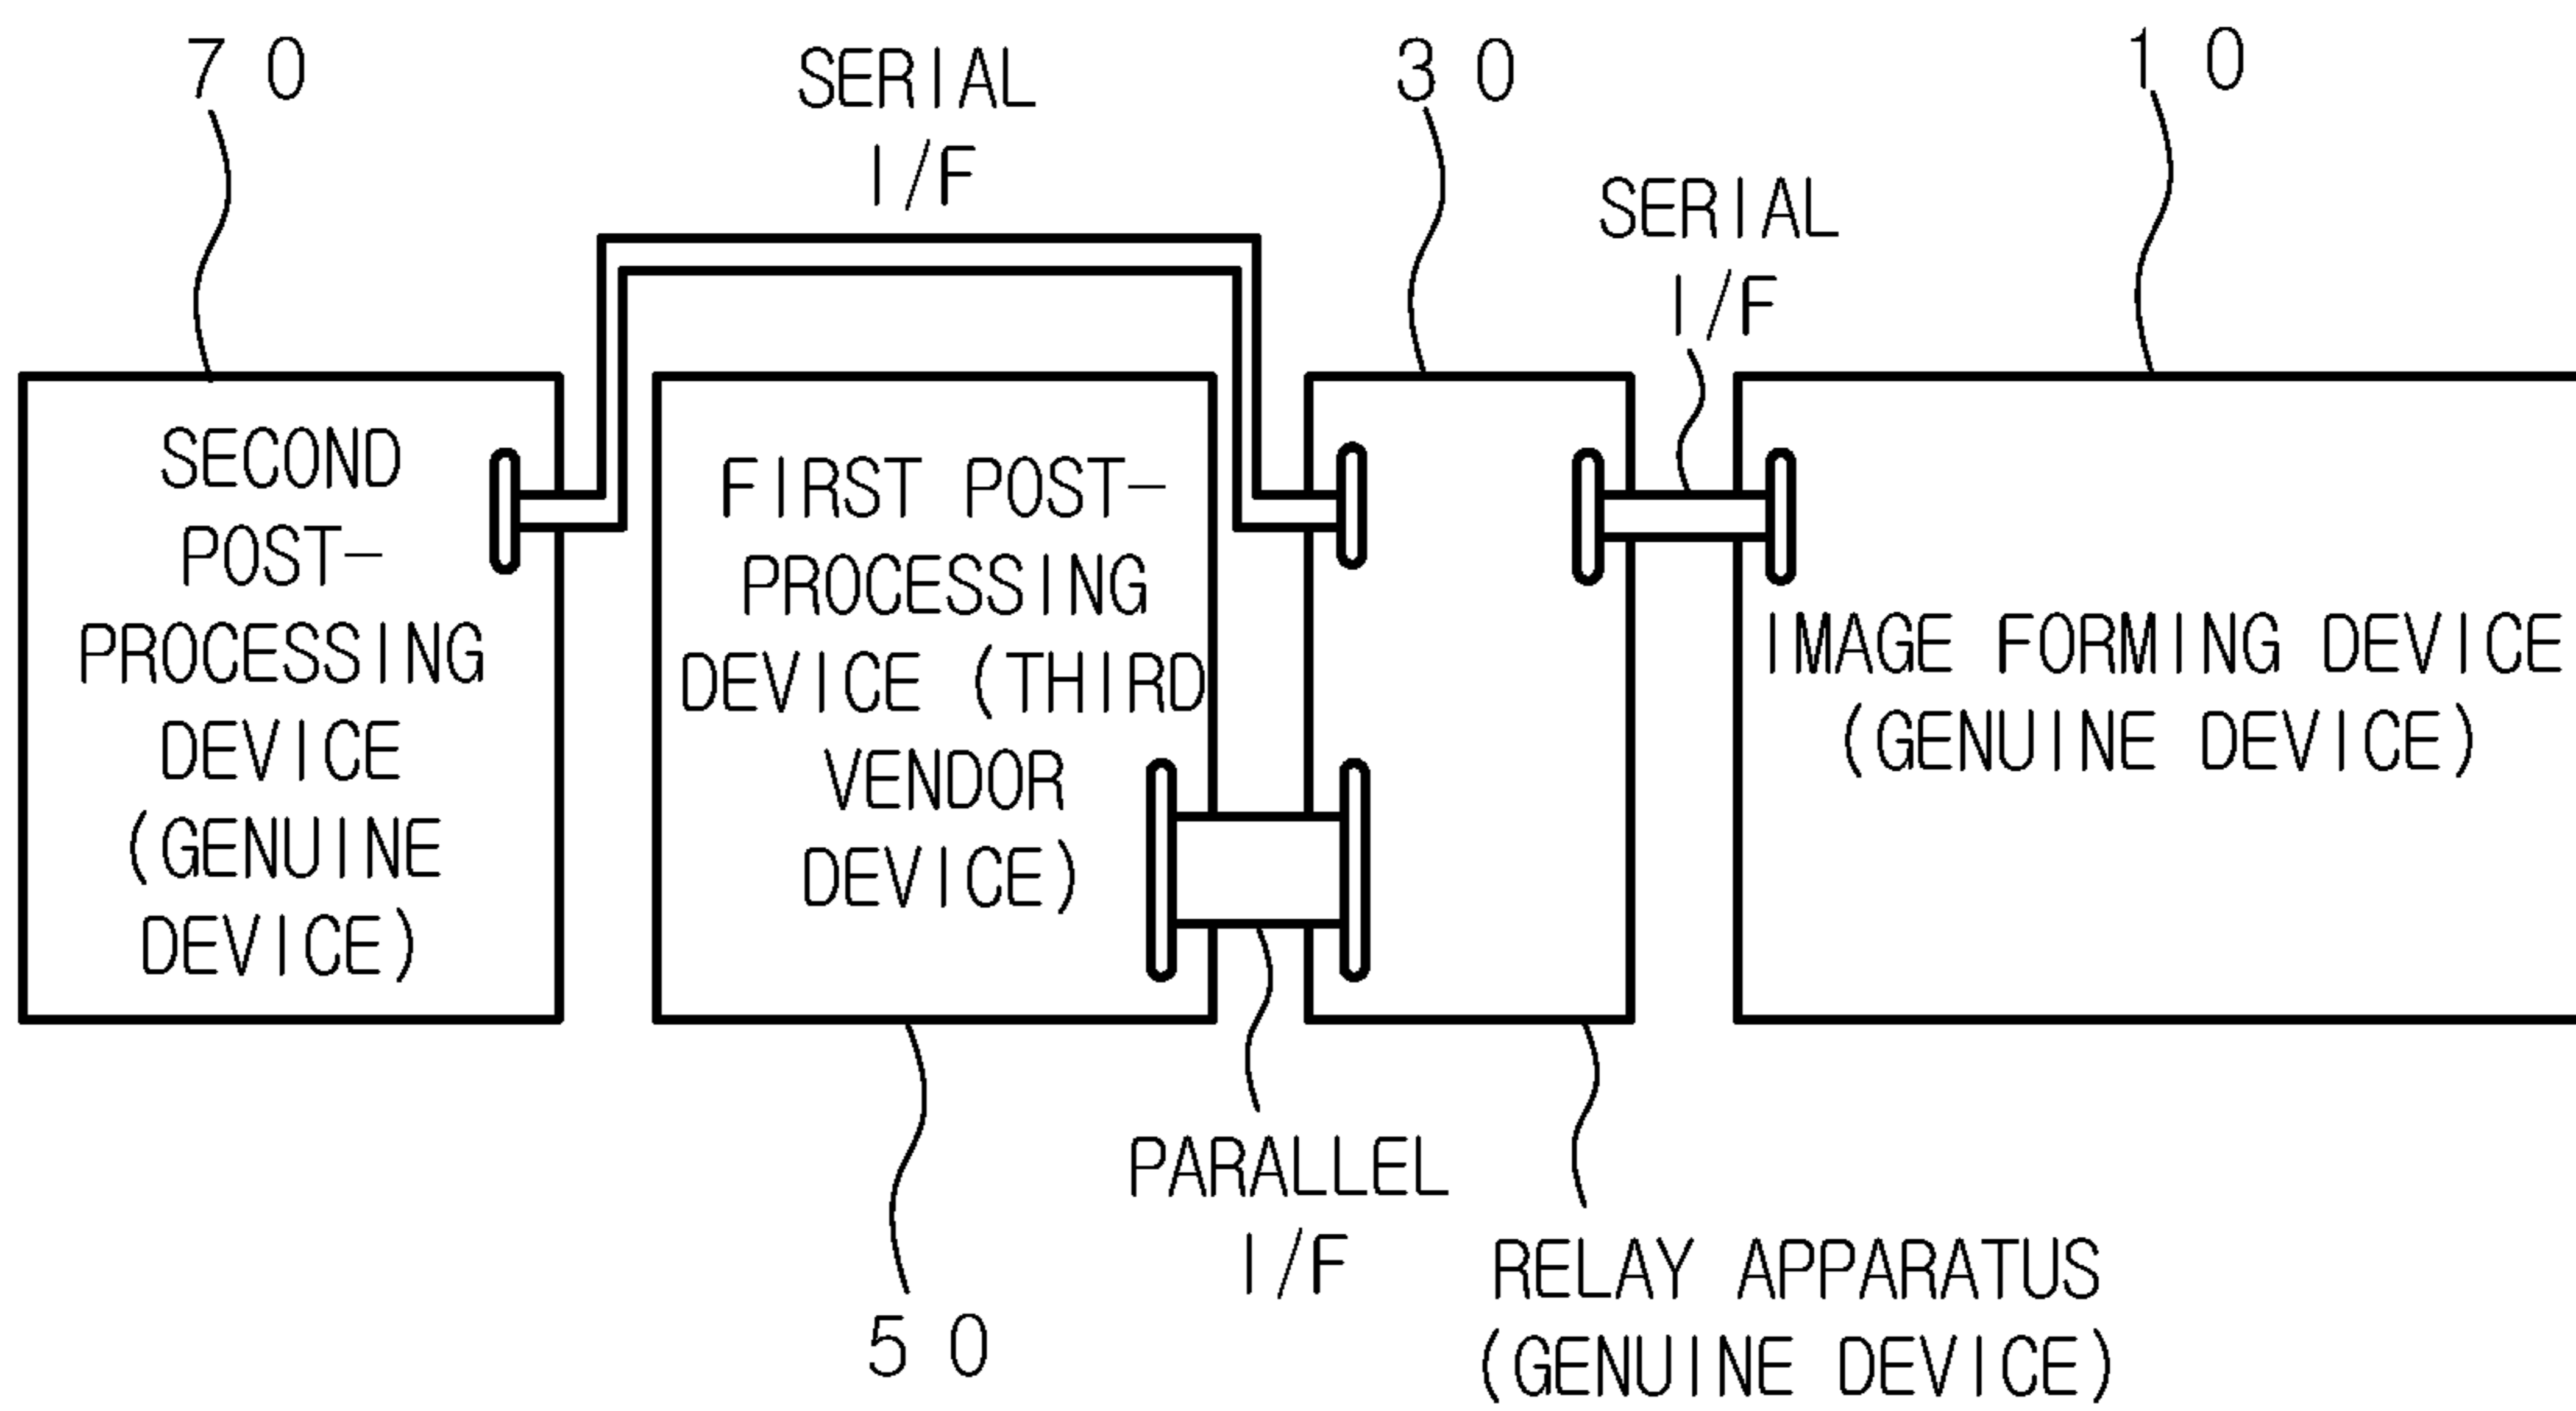 70
SERIAL
I/F
30
SERIAL
I/F
10
SECOND
POST-
PROCESSING
DEVICE
(GENUINE
DEVICE)
FIRST POST-
PROCESSING
DEVICE (THIRD
VENDOR
DEVICE)
IMAGE FORMING DEVICE
(GENUINE DEVICE)
PARALLEL
I/F
RELAY APPARATUS
(GENUINE DEVICE)
50